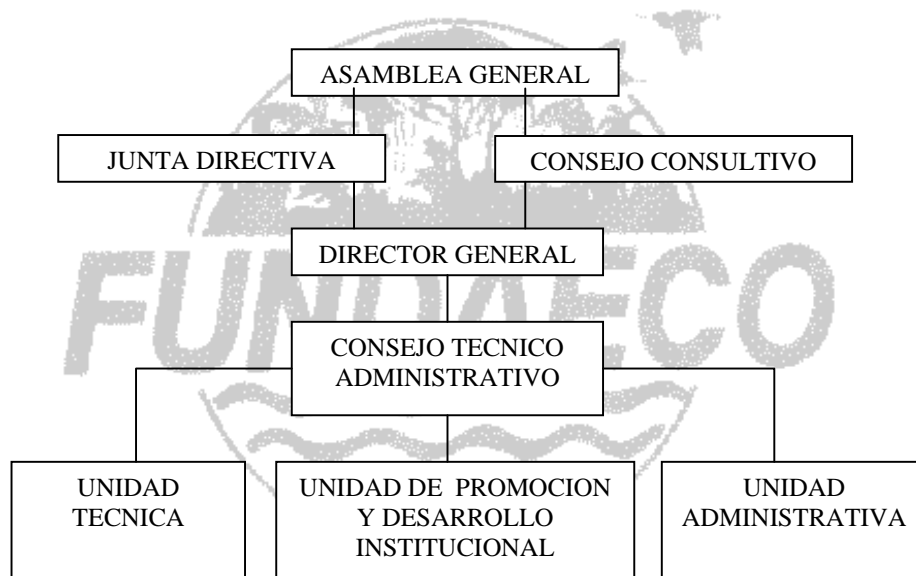 ASAMBLEA GENERAL
JUNTA DIRECTIVA
CONSEJO CONSULTIVO
DIRECTOR GENERAL
FUNDAECO
CONSEJO TECNICO
ADMINISTRATIVO
UNIDAD
TECNICA
UNIDAD DE PROMOCION
Y DESARROLLO
INSTITUCIONAL
UNIDAD
ADMINISTRATIVA